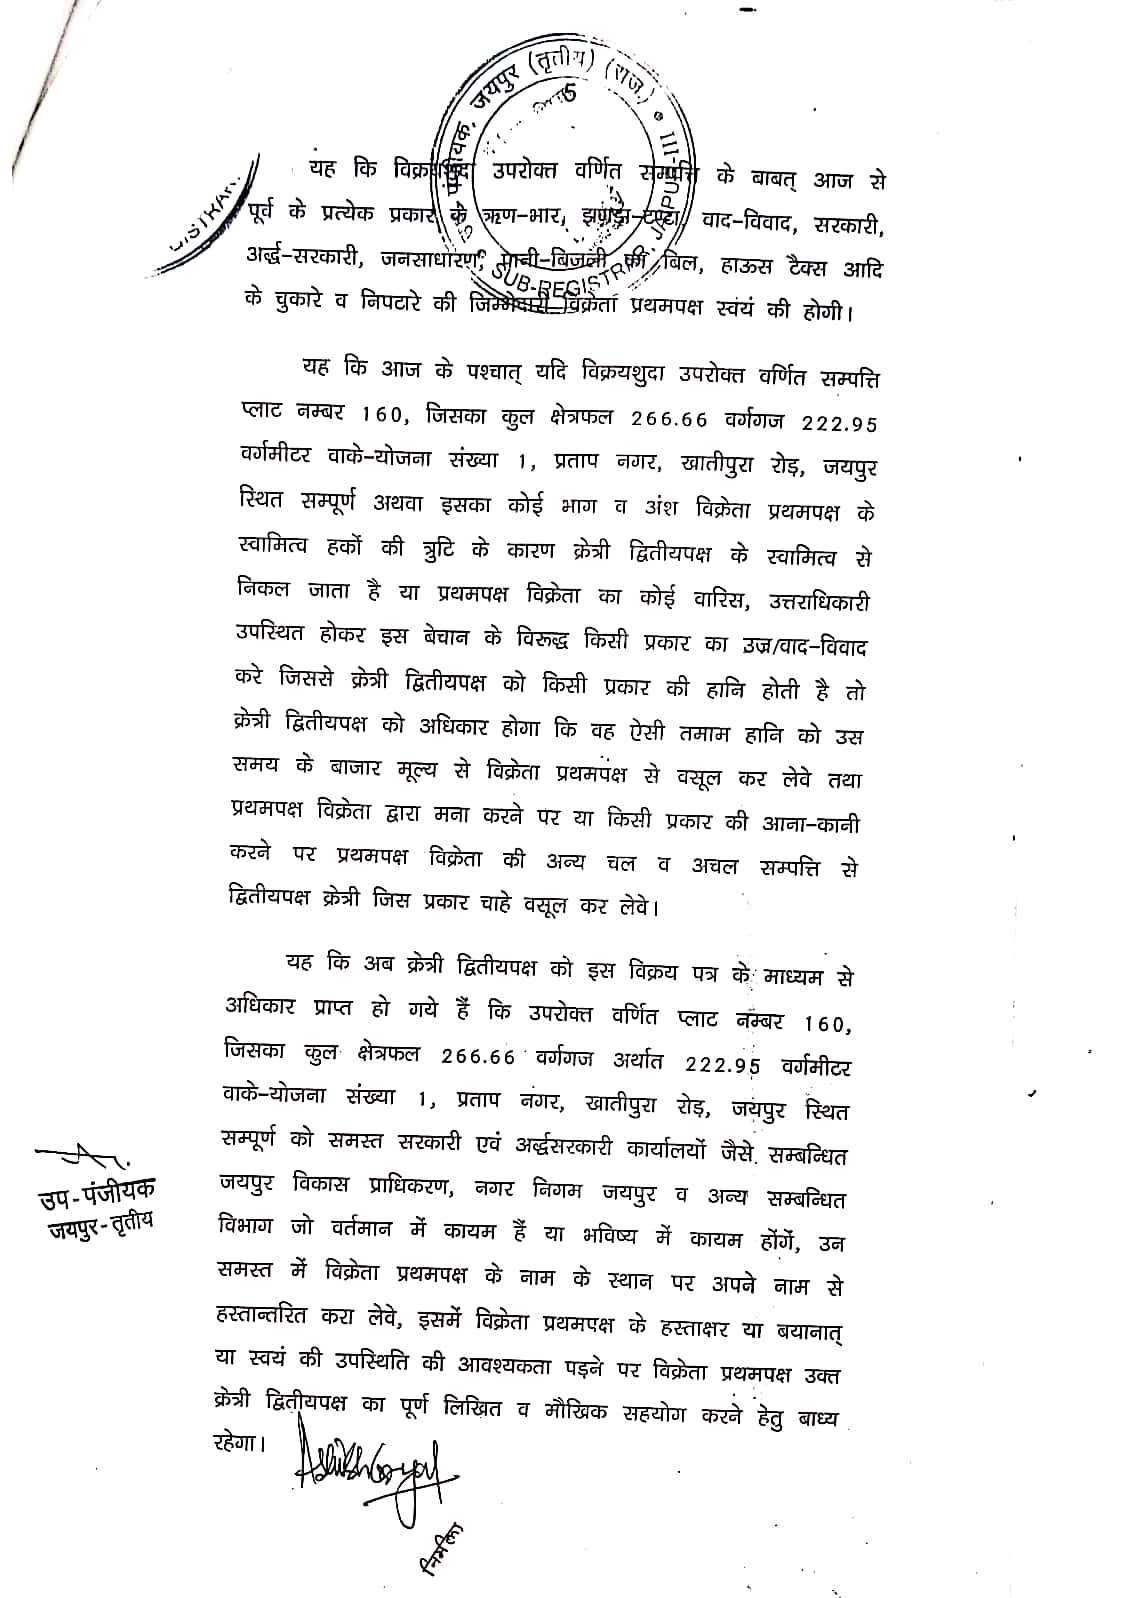 उप-पंजीयक, जयपुर (तृतीय) (राज.)
SUB-REGISTRAR, JAIPUR-III
5
यह कि विक्रयशुदा उपरोक्त वर्णित सम्पत्ति के बाबत् आज से
पूर्व के प्रत्येक प्रकार के ऋण-भार, झगड़ा-टण्टा, वाद-विवाद, सरकारी,
अर्द्ध-सरकारी, जनसाधारण, पानी-बिजली का बिल, हाऊस टैक्स आदि
के चुकारे व निपटारे की जिम्मेदारी विक्रेता प्रथमपक्ष स्वंय की होगी।
यह कि आज के पश्चात् यदि विक्रयशुदा उपरोक्त वर्णित सम्पत्ति
प्लाट नम्बर 160, जिसका कुल क्षेत्रफल 266.66 वर्गगज 222.95
वर्गमीटर वाके-योजना संख्या 1, प्रताप नगर, खातीपुरा रोड़, जयपुर
स्थित सम्पूर्ण अथवा इसका कोई भाग व अंश विक्रेता प्रथमपक्ष के
स्वामित्व हकों की त्रुटि के कारण क्रेत्री द्वितीयपक्ष के स्वामित्व से
निकल जाता है या प्रथमपक्ष विक्रेता का कोई वारिस, उत्तराधिकारी
उपस्थित होकर इस बेचान के विरूद्ध किसी प्रकार का उज्र/वाद-विवाद
करे जिससे क्रेत्री द्वितीयपक्ष को किसी प्रकार की हानि होती है तो
क्रेत्री द्वितीयपक्ष को अधिकार होगा कि वह ऐसी तमाम हानि को उस
समय के बाजार मूल्य से विक्रेता प्रथमपक्ष से वसूल कर लेवे तथा
प्रथमपक्ष विक्रेता द्वारा मना करने पर या किसी प्रकार की आना-कानी
करने पर प्रथमपक्ष विक्रेता की अन्य चल व अचल सम्पत्ति से
द्वितीयपक्ष क्रेत्री जिस प्रकार चाहे वसूल कर लेवे।
यह कि अब क्रेत्री द्वितीयपक्ष को इस विक्रय पत्र के माध्यम से
अधिकार प्राप्त हो गये हैं कि उपरोक्त वर्णित प्लाट नम्बर 160,
जिसका कुल क्षेत्रफल 266.66 वर्गगज अर्थात 222.95 वर्गमीटर
वाके-योजना संख्या 1, प्रताप नगर, खातीपुरा रोड़, जयपुर स्थित
सम्पूर्ण को समस्त सरकारी एवं अर्द्धसरकारी कार्यालयों जैसे सम्बन्धित
जयपुर विकास प्राधिकरण, नगर निगम जयपुर व अन्य सम्बन्धित
विभाग जो वर्तमान में कायम हैं या भविष्य में कायम होंगें, उन
समस्त में विक्रेता प्रथमपक्ष के नाम के स्थान पर अपने नाम से
हस्तान्तरित करा लेवे, इसमें विक्रेता प्रथमपक्ष के हस्ताक्षर या बयानात्
या स्वयं की उपस्थिति की आवश्यकता पड़ने पर विक्रेता प्रथमपक्ष उक्त
क्रेत्री द्वितीयपक्ष का पूर्ण लिखित व मौखिक सहयोग करने हेतु बाध्य
रहेगा।
उप-पंजीयक
जयपुर-तृतीय
Ashish Goyal
निर्मला